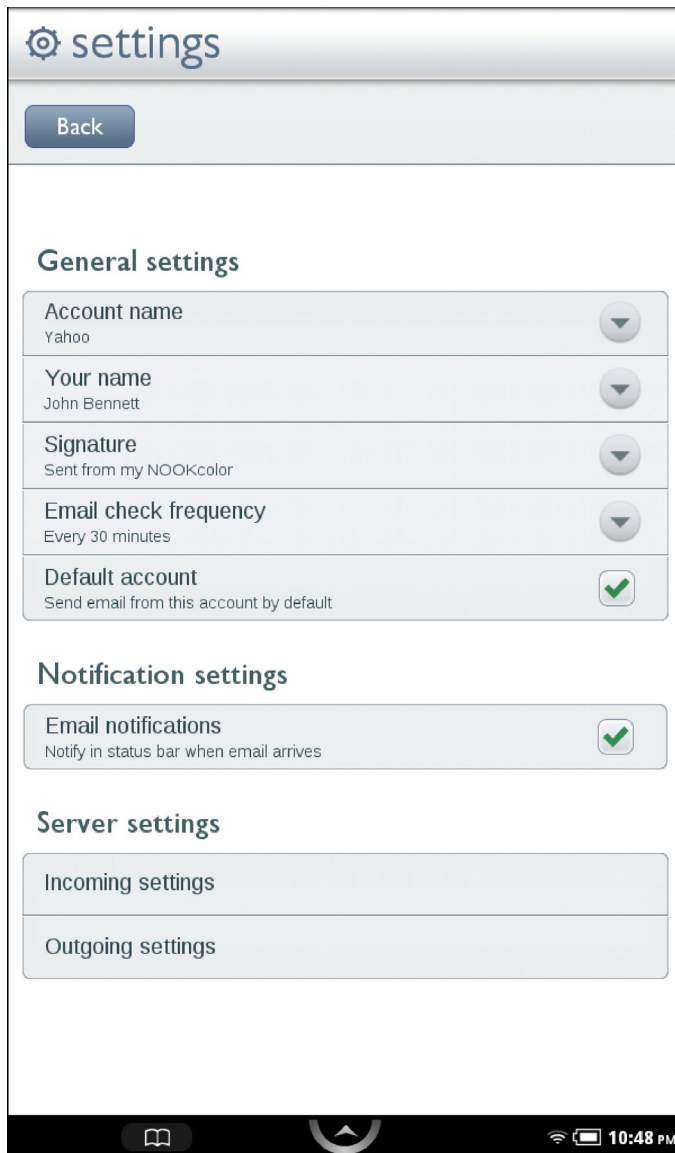 settings
Back
General settings
Account name
Yahoo
Your name
John Bennett
Signature
Sent from my NOOKcolor
Email check frequency
Every 30 minutes
Default account
Send email from this account by default
Notification settings
Email notifications
Notify in status bar when email arrives
Server settings
Incoming settings
Outgoing settings
10:48 PM